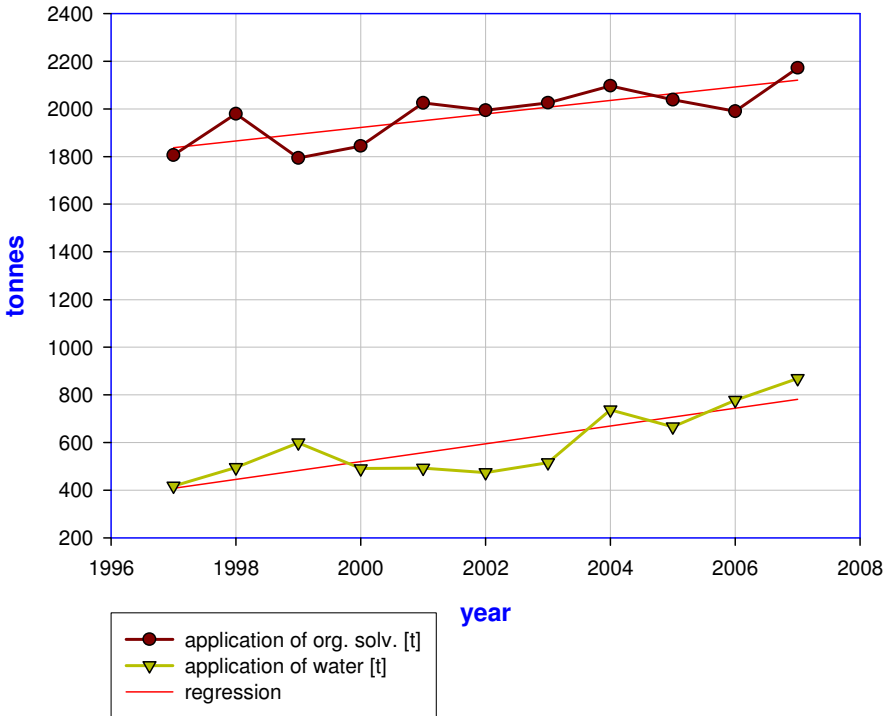 2400
2200
2000
1800
1600
1400
1200
1000
800
600
400
200
tonnes
1996 1998 2000 2002 2004 2006 2008
year
application of org. solv. [t]
application of water [t]
regression